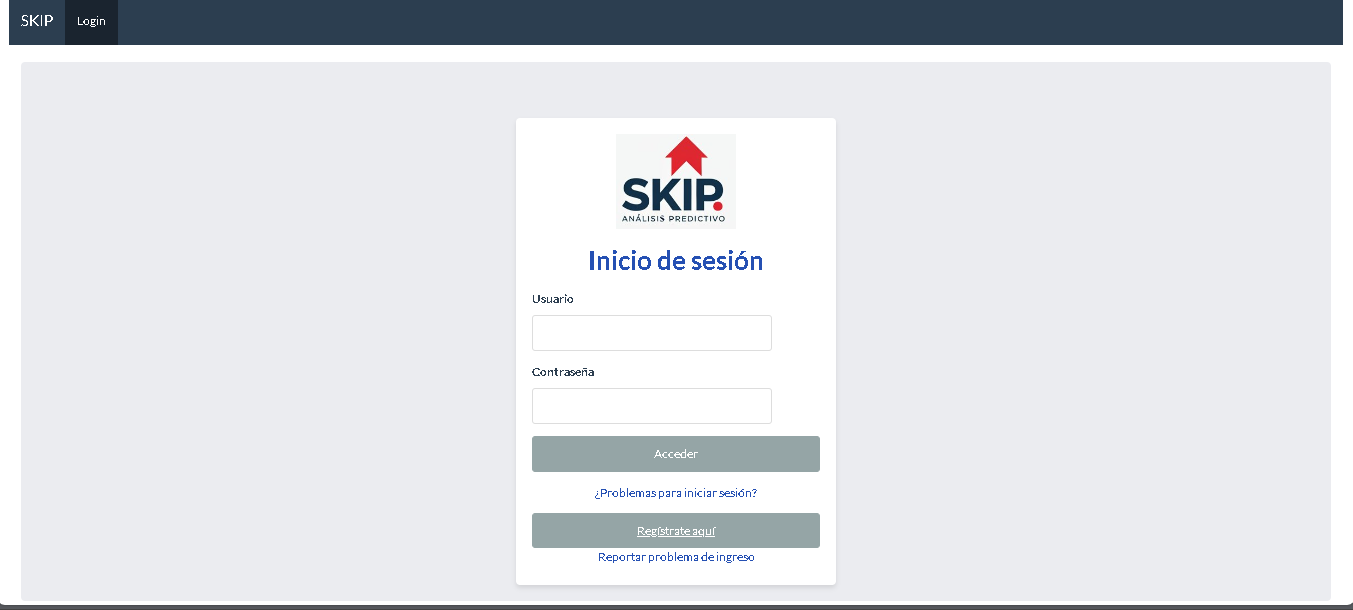 SKIP Login
SKIP.
ANÁLISIS PREDICTIVO
Inicio de sesión
Usuario
Contraseña
Acceder
¿Problemas para iniciar sesión?
Regístrate aquí
Reportar problema de ingreso